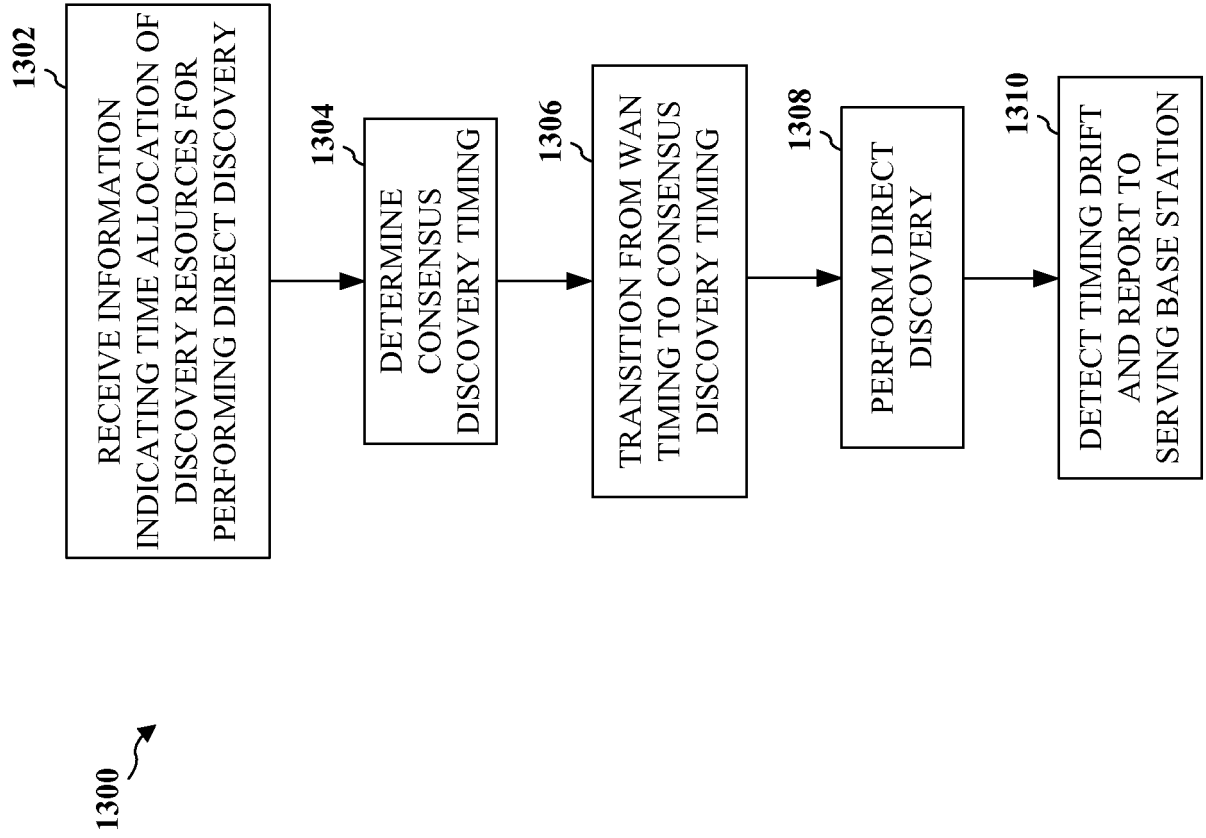 1300
1302
RECEIVE INFORMATION
INDICATING TIME ALLOCATION OF
DISCOVERY RESOURCES FOR
PERFORMING DIRECT DISCOVERY
1304
DETERMINE
CONSENSUS
DISCOVERY TIMING
1306
TRANSITION FROM WAN
TIMING TO CONSENSUS
DISCOVERY TIMING
1308
PERFORM DIRECT
DISCOVERY
1310
DETECT TIMING DRIFT
AND REPORT TO
SERVING BASE STATION